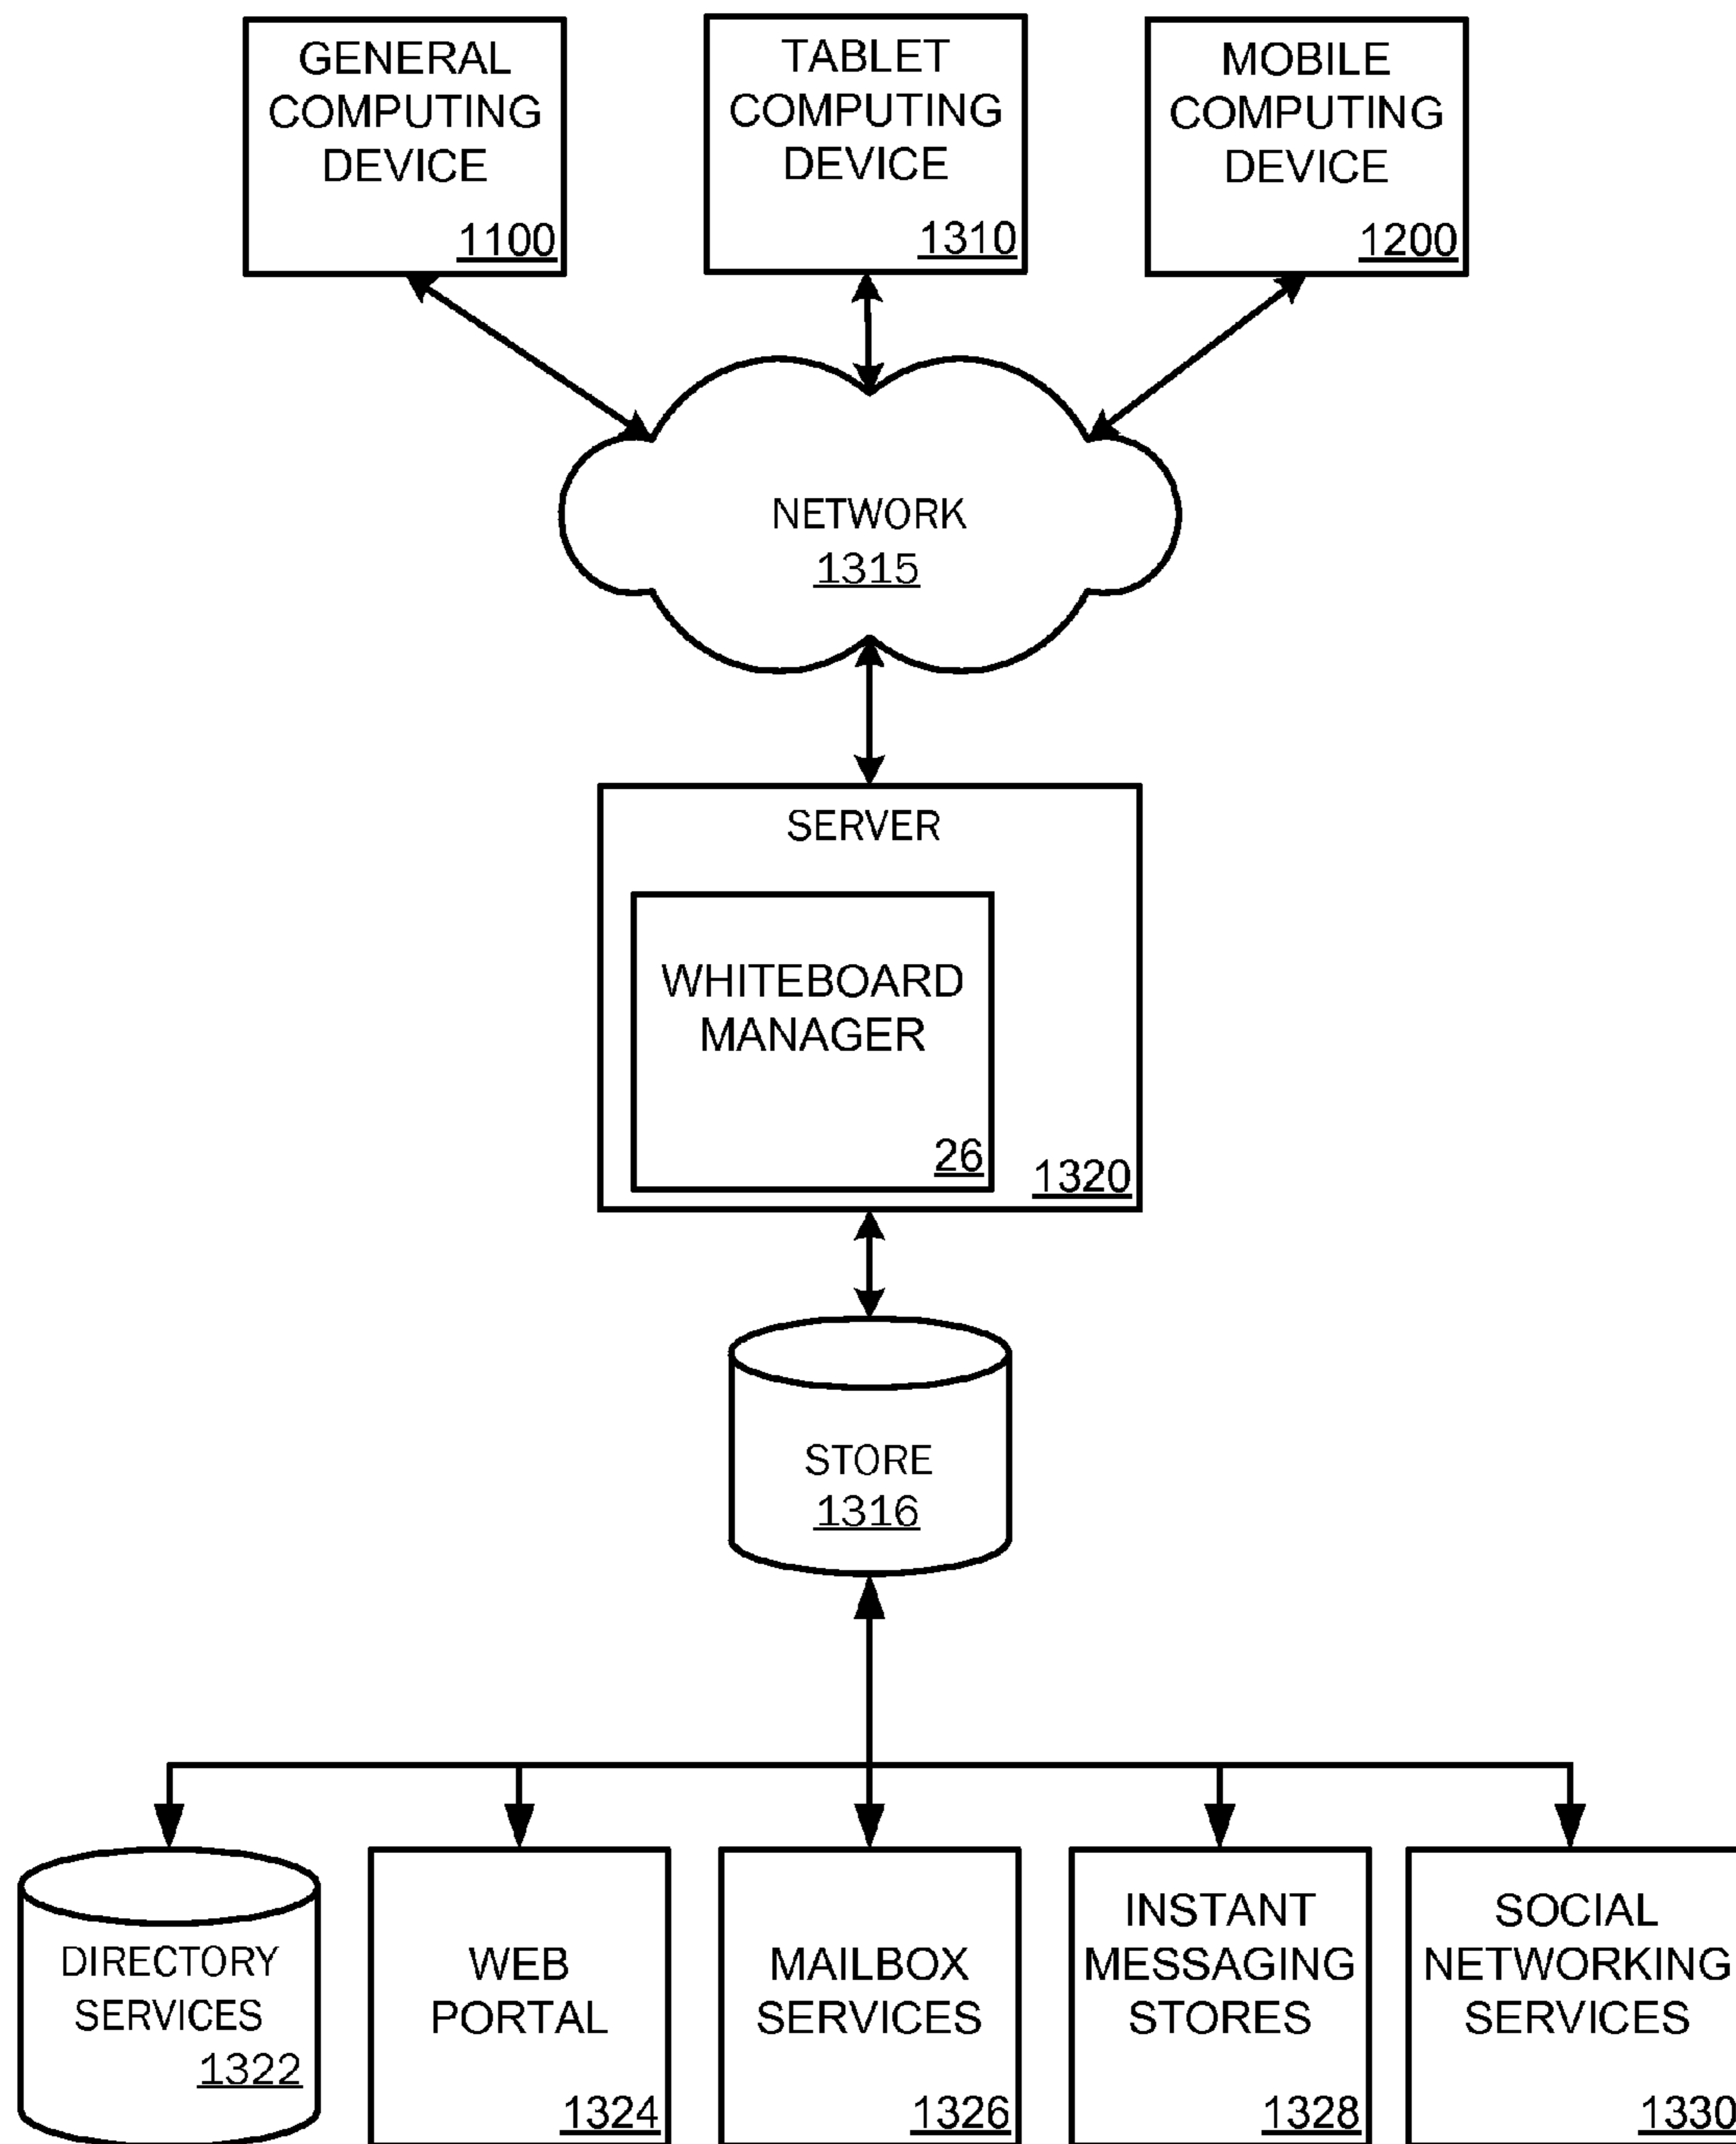 GENERAL
COMPUTING
DEVICE
1100
TABLET
COMPUTING
DEVICE
1310
MOBILE
COMPUTING
DEVICE
1200
NETWORK
1315
SERVER
WHITEBOARD
MANAGER
26
1320
STORE
1316
DIRECTORY
SERVICES
1322
WEB
PORTAL
1324
MAILBOX
SERVICES
1326
INSTANT
MESSAGING
STORES
1328
SOCIAL
NETWORKING
SERVICES
1330